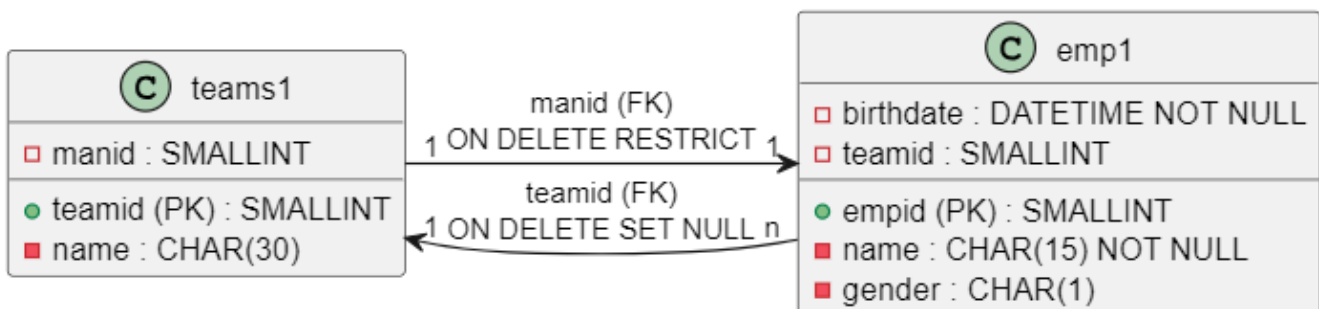 C teams1
manid : SMALLINT
teamid (PK) : SMALLINT
name : CHAR(30)
manid (FK)
1 ON DELETE RESTRICT 1
teamid (FK)
1 ON DELETE SET NULL n
C emp1
birthdate : DATETIME NOT NULL
teamid : SMALLINT
empid (PK) : SMALLINT
name : CHAR(15) NOT NULL
gender : CHAR(1)